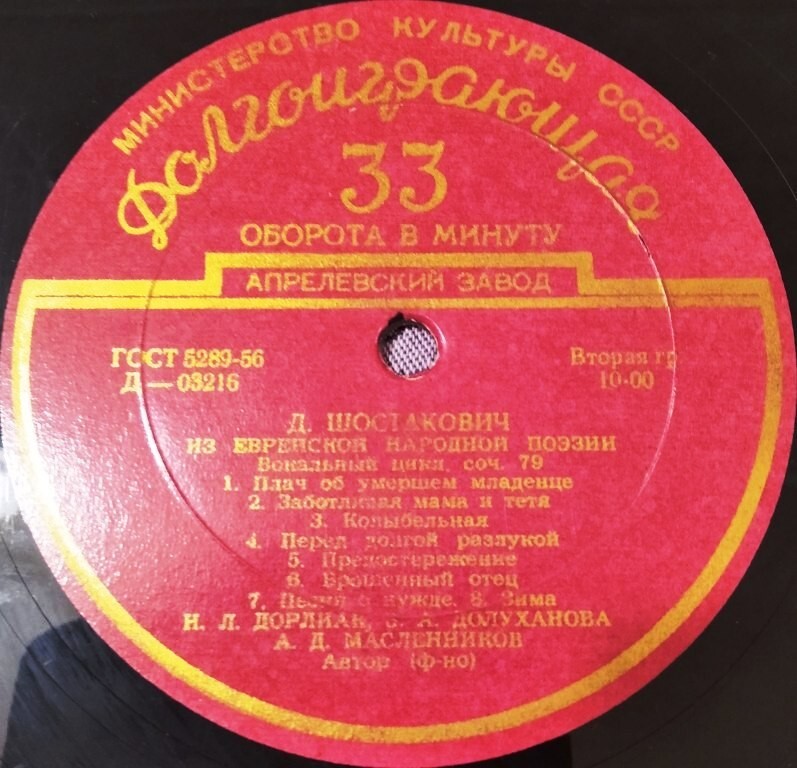 МИНИСТЕРСТВО КУЛЬТУРЫ СССР
Долгоиграющая
33
ОБОРОТА В МИНУТУ
АПРЕЛЕВСКИЙ ЗАВОД
ГОСТ 5289-56
Д—03216
Вторая гр
10-00
Д. ШОСТАКОВИЧ
ИЗ ЕВРЕЙСКОЙ НАРОДНОЙ ПОЭЗИИ
Вокальный цикл, соч. 79
1. Плач об умершем младенце
2. Заботливая мама и тетя
3. Колыбельная
4. Перед долгой разлукой
5. Предостережение
6. Брошенный отец
7. Песня о нужде. 8. Зима
Н. Л. ДОРЛИАК, З. А. ДОЛУХАНОВА
А. Д. МАСЛЕННИКОВ
Автор (ф-но)